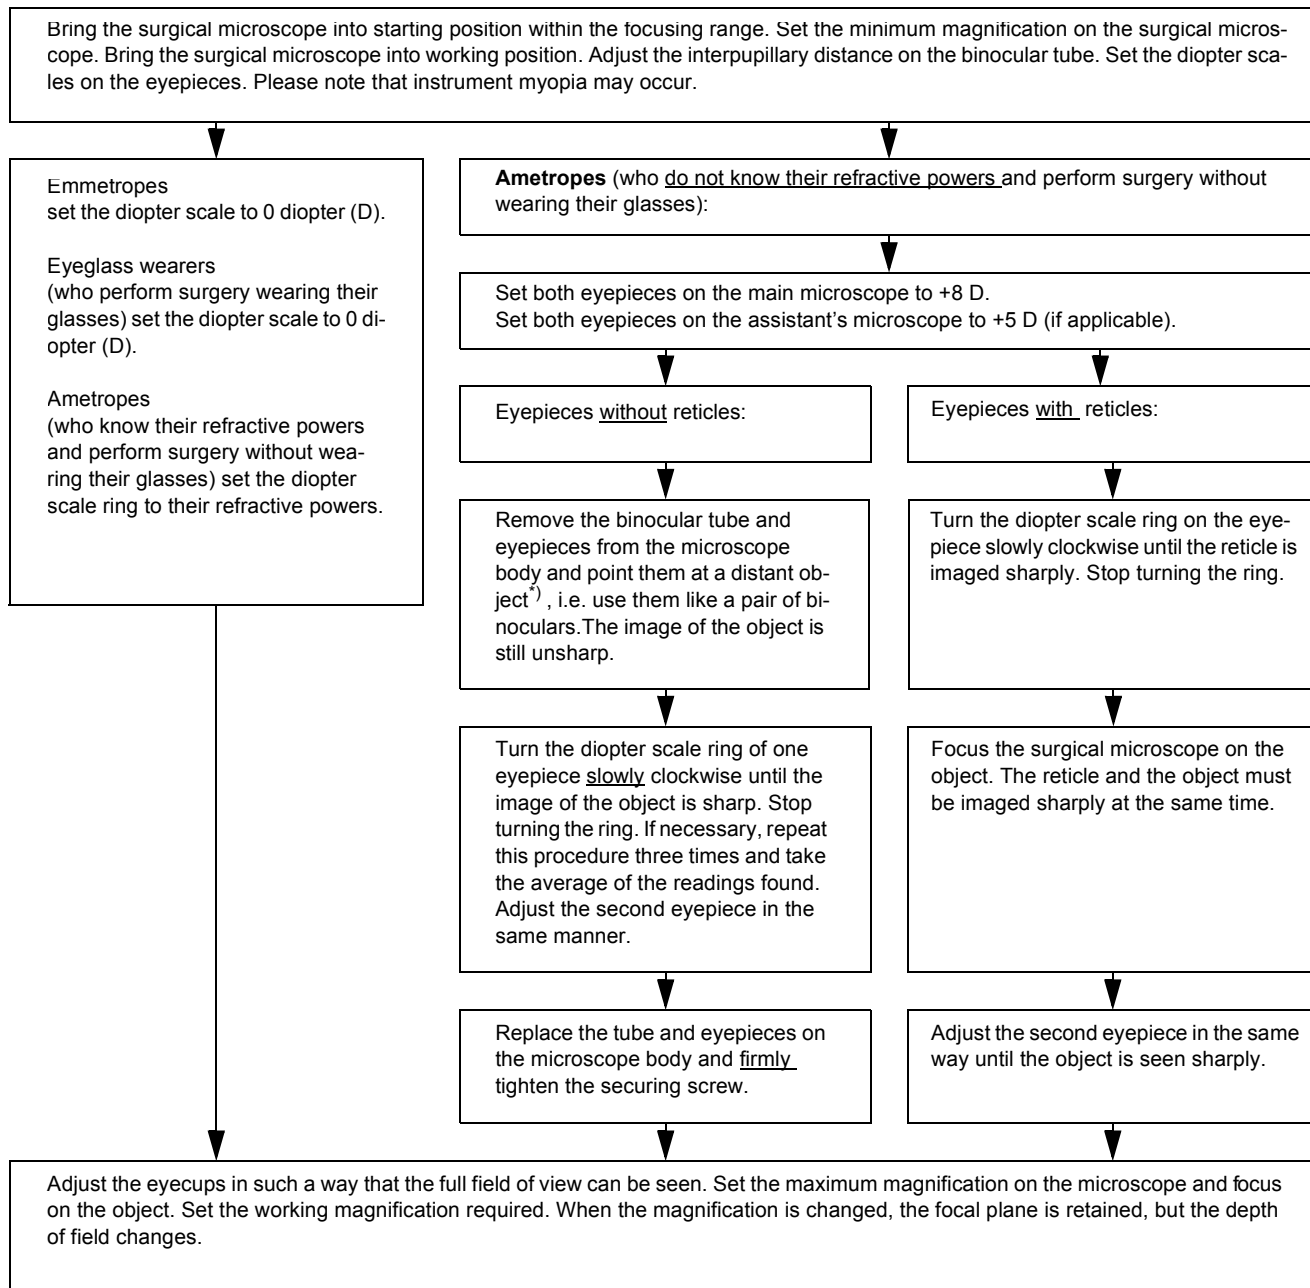 Bring the surgical microscope into starting position within the focusing range. Set the minimum magnification on the surgical micros-
cope. Bring the surgical microscope into working position. Adjust the interpupillary distance on the binocular tube. Set the diopter sca-
les on the eyepieces. Please note that instrument myopia may occur.
Emmetropes
set the diopter scale to 0 diopter (D).
Eyeglass wearers
(who perform surgery wearing their
glasses) set the diopter scale to 0 di-
opter (D).
Ametropes
(who know their refractive powers
and perform surgery without wea-
ring their glasses) set the diopter
scale ring to their refractive powers.
Ametropes (who do not know their refractive powers and perform surgery without
wearing their glasses):
Set both eyepieces on the main microscope to +8 D.
Set both eyepieces on the assistant's microscope to +5 D (if applicable).
Eyepieces without reticles:
Remove the binocular tube and
eyepieces from the microscope
body and point them at a distant ob-
ject*) , i.e. use them like a pair of bi-
noculars.The image of the object is
still unsharp.
Turn the diopter scale ring of one
eyepiece slowly clockwise until the
image of the object is sharp. Stop
turning the ring. If necessary, repeat
this procedure three times and take
the average of the readings found.
Adjust the second eyepiece in the
same manner.
Replace the tube and eyepieces on
the microscope body and firmly
tighten the securing screw.
Eyepieces with reticles:
Turn the diopter scale ring on the eye-
piece slowly clockwise until the reticle is
imaged sharply. Stop turning the ring.
Focus the surgical microscope on the
object. The reticle and the object must
be imaged sharply at the same time.
Adjust the second eyepiece in the same
way until the object is seen sharply.
Adjust the eyecups in such a way that the full field of view can be seen. Set the maximum magnification on the microscope and focus
on the object. Set the working magnification required. When the magnification is changed, the focal plane is retained, but the depth
of field changes.